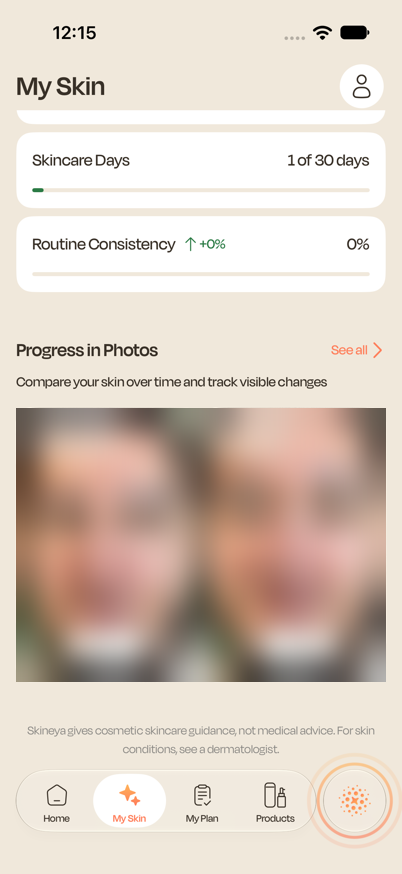 12:15
My Skin
Skincare Days 1 of 30 days
Routine Consistency ↑ +0% 0%
Progress in Photos See all
Compare your skin over time and track visible changes
Skineya gives cosmetic skincare guidance, not medical advice. For skin
conditions, see a dermatologist.
Home My Skin My Plan Products